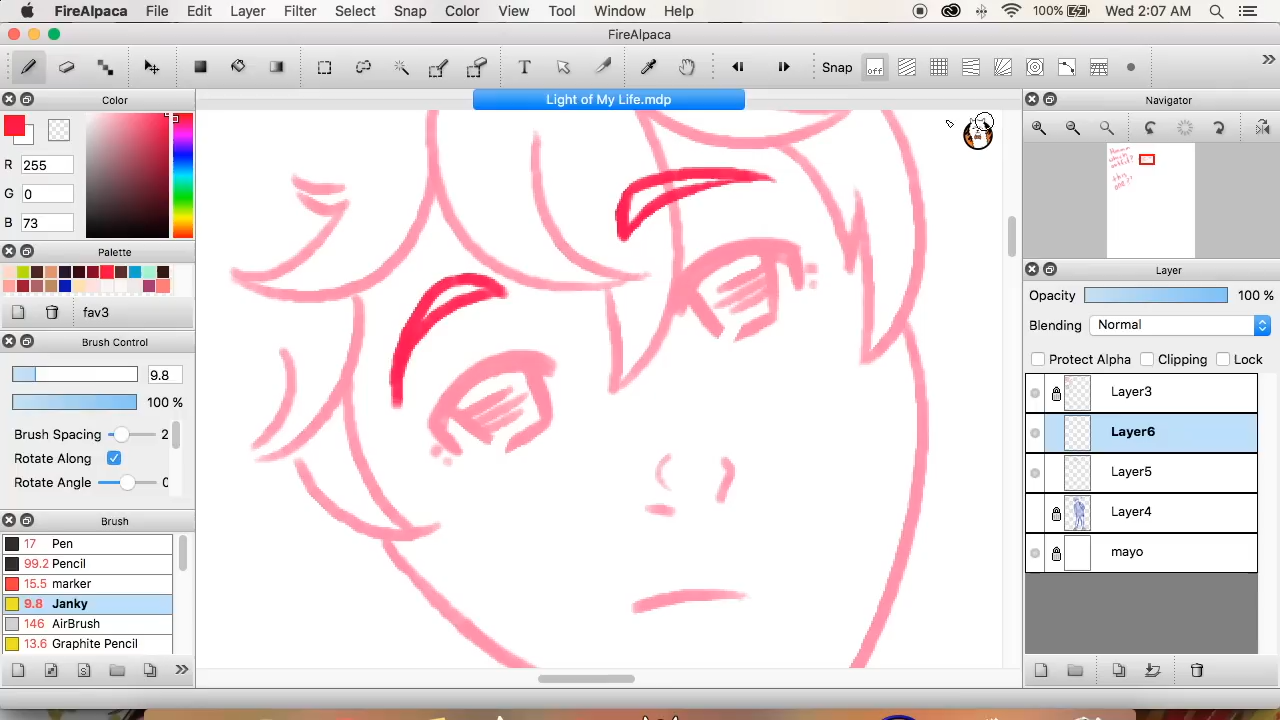 FireAlpaca File Edit Layer Filter Select Snap Color View Tool Window Help 100% Wed 2:07 AM
FireAlpaca
Snap off
Color
Light of My Life.mdp
Navigator
R 255
G 0
B 73
Palette
fav3
Layer
Opacity 100 %
Blending Normal
Protect Alpha Clipping Lock
Brush Control
9.8
100 %
Brush Spacing 2
Rotate Along
Rotate Angle 0
Layer3
Layer6
Layer5
Layer4
mayo
Brush
17 Pen
99.2 Pencil
15.5 marker
9.8 Janky
146 AirBrush
13.6 Graphite Pencil